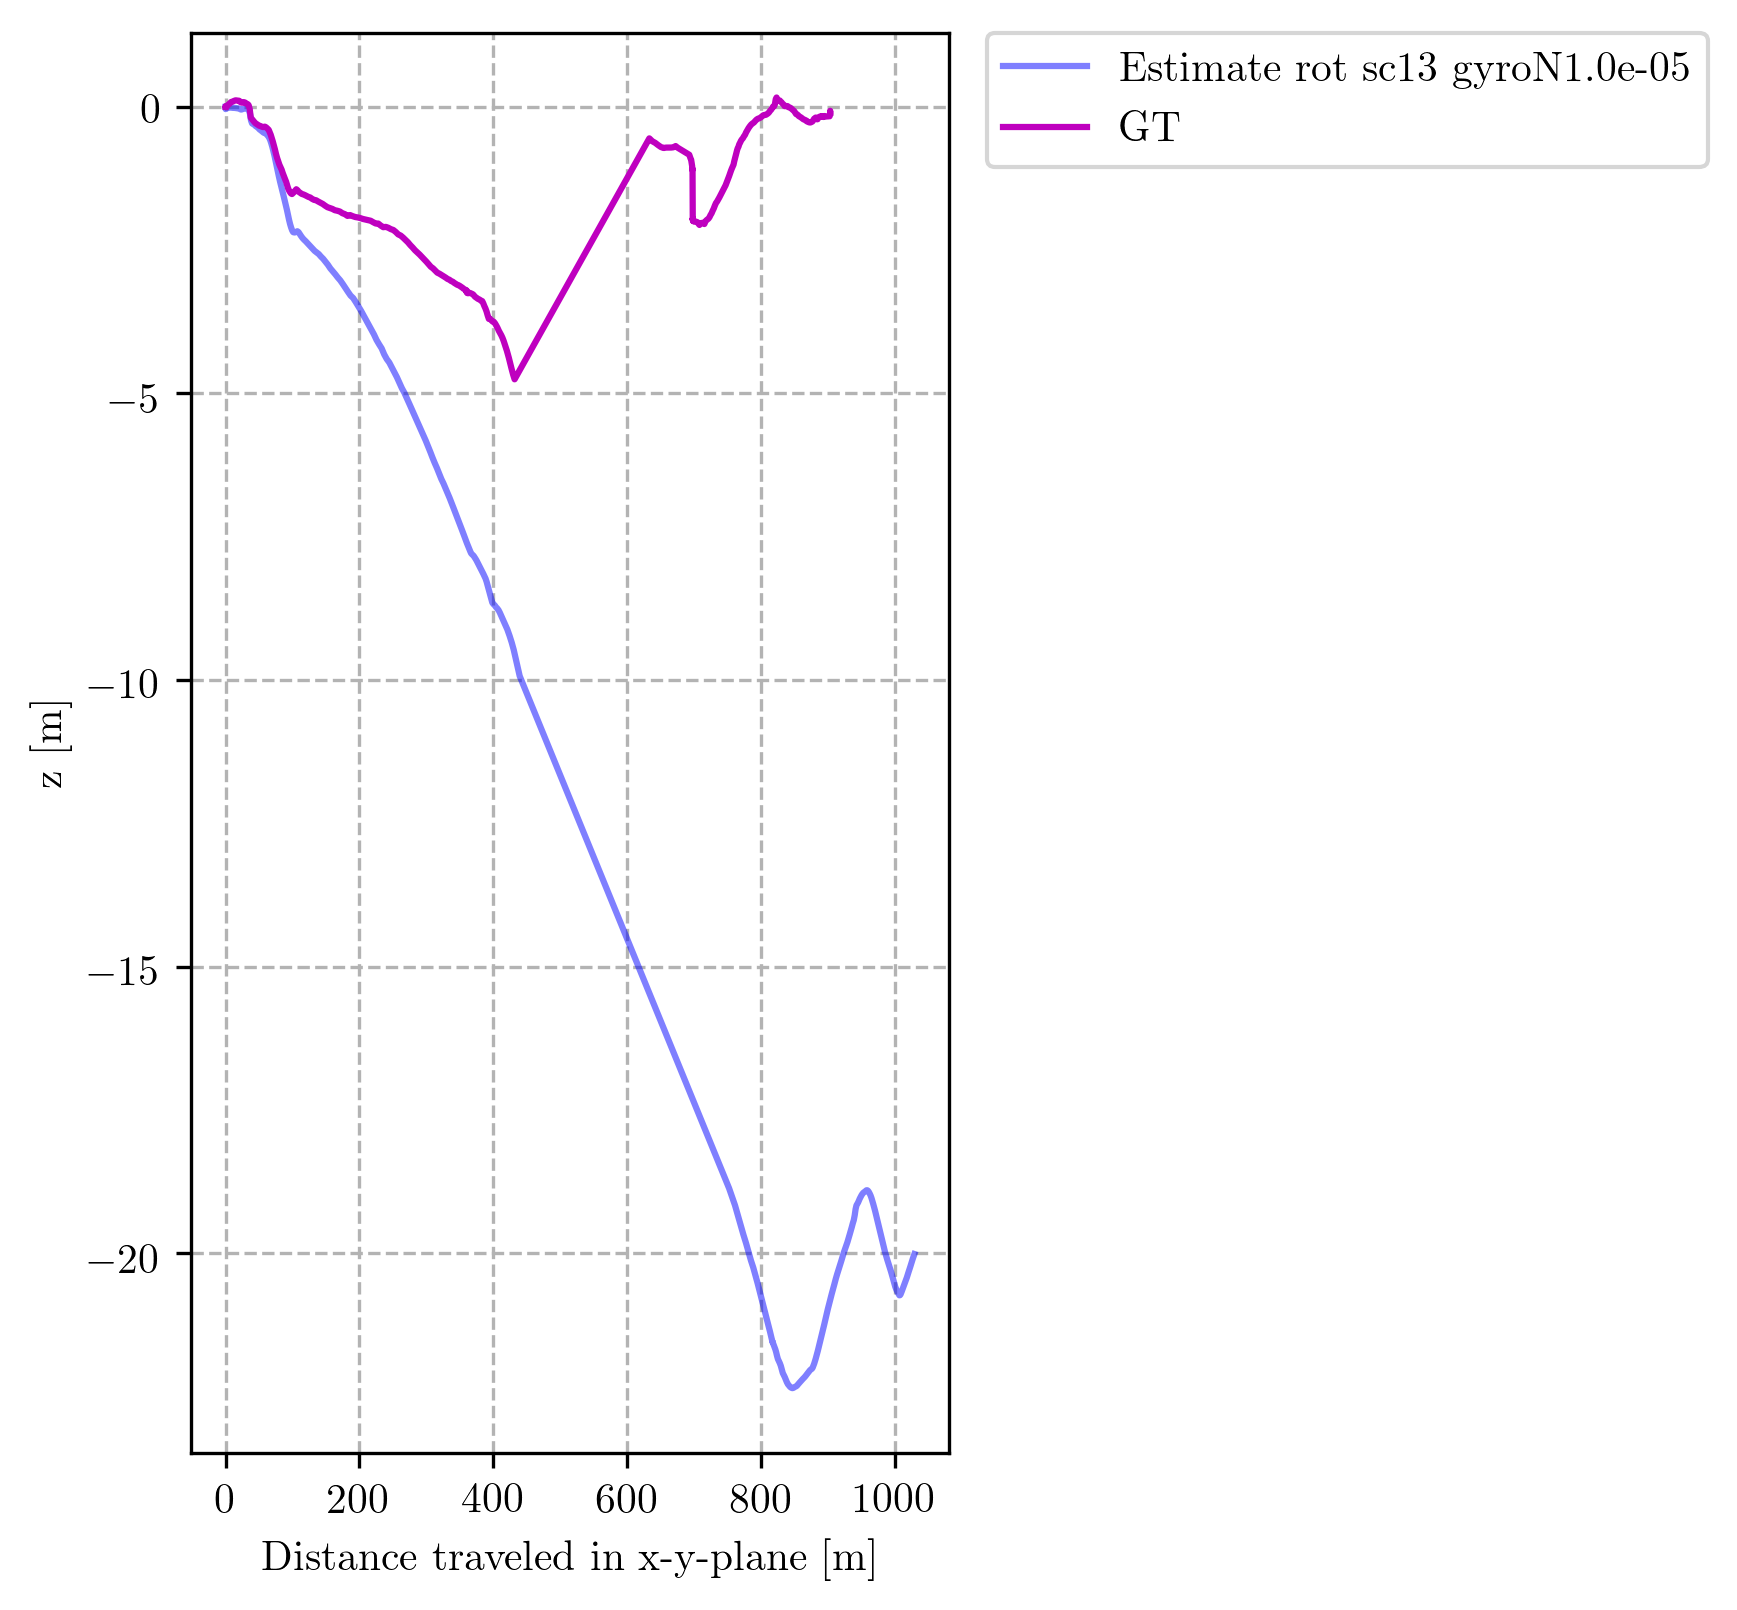 Estimate rot sc13 gyroN1.0e-05
GT
0
−5
−10
−15
−20
z [m]
0 200 400 600 800 1000
Distance traveled in x-y-plane [m]